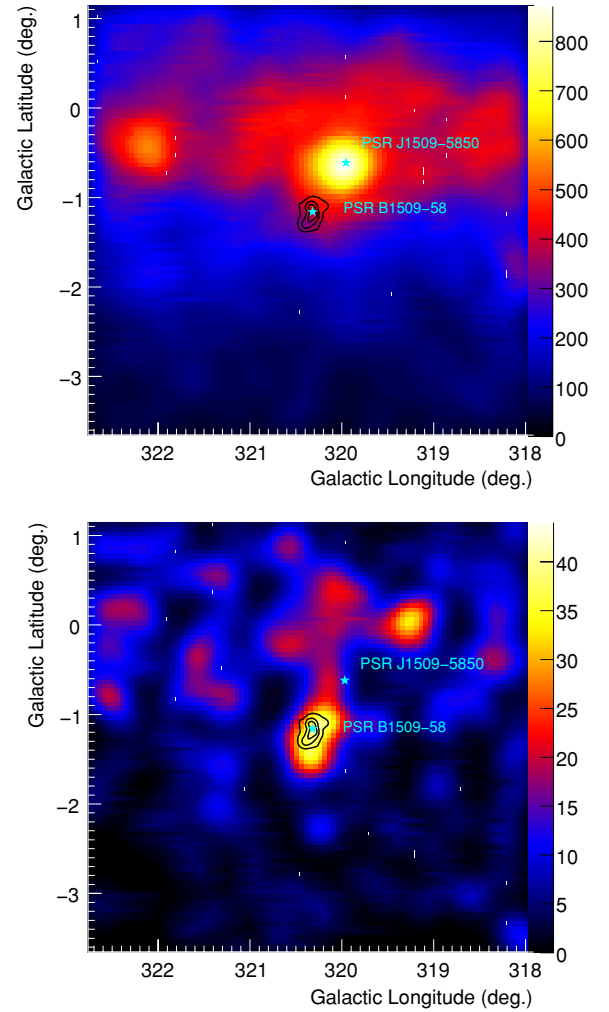 Galactic Latitude (deg.)
1
0
−1
−2
−3
PSR J1509−5850
PSR B1509−58
800
700
600
500
400
300
200
100
0
322 321 320 319 318
Galactic Longitude (deg.)
Galactic Latitude (deg.)
1
0
−1
−2
−3
PSR J1509−5850
PSR B1509−58
40
35
30
25
20
15
10
5
0
322 321 320 319 318
Galactic Longitude (deg.)